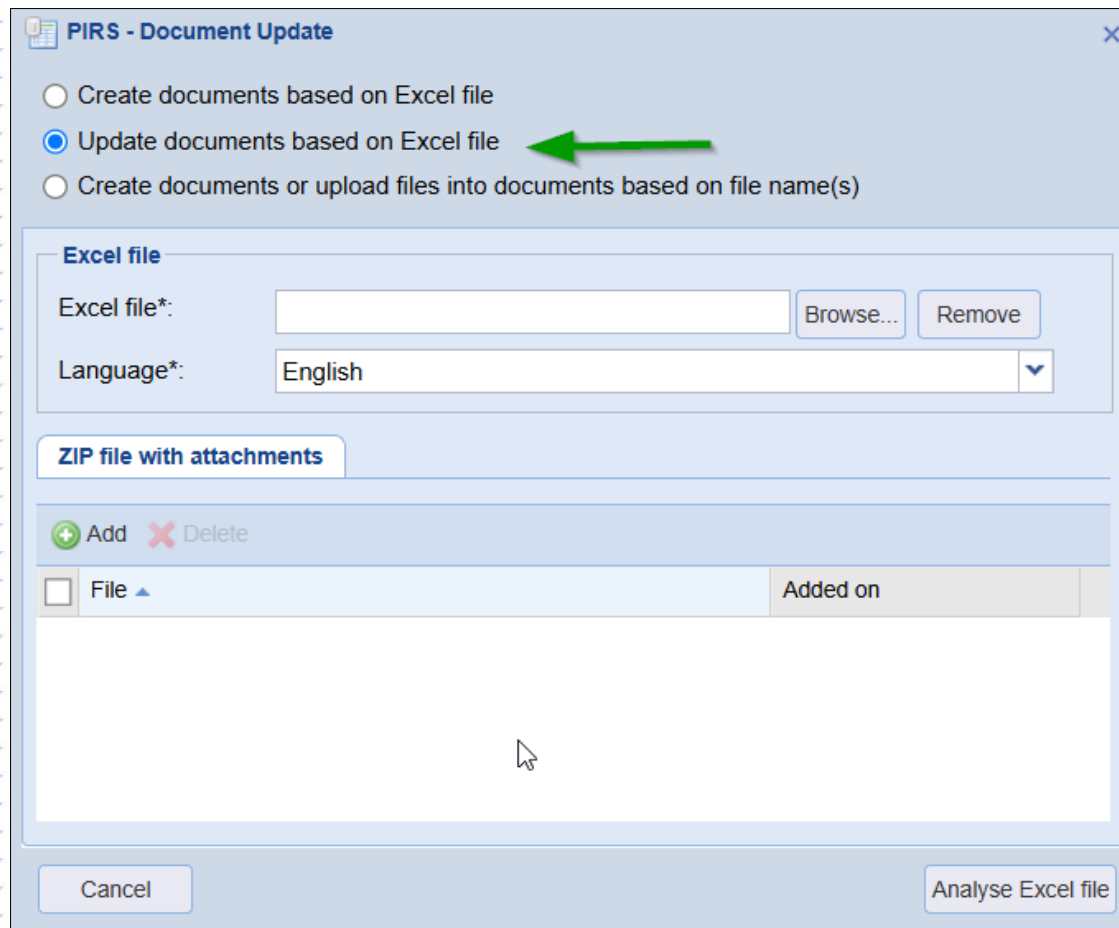 PIRS - Document Update
Create documents based on Excel file
Update documents based on Excel file
Create documents or upload files into documents based on file name(s)
Excel file
Excel file*:
Browse...
Remove
Language*:
English
ZIP file with attachments
Add
Delete
File
Added on
Cancel
Analyse Excel file